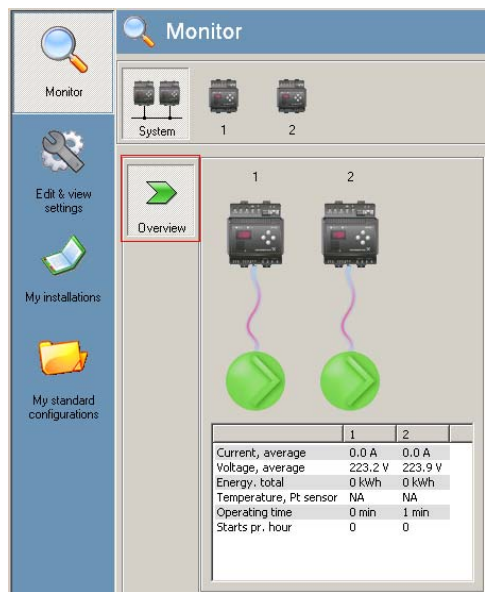 Monitor
Monitor
System 1 2
Edit & view
settings
My installations
My standard
configurations
Overview
1 2
1 2
Current, average 0.0 A 0.0 A
Voltage, average 223.2 V 223.9 V
Energy. total 0 kWh 0 kWh
Temperature, Pt sensor NA NA
Operating time 0 min 1 min
Starts pr. hour 0 0